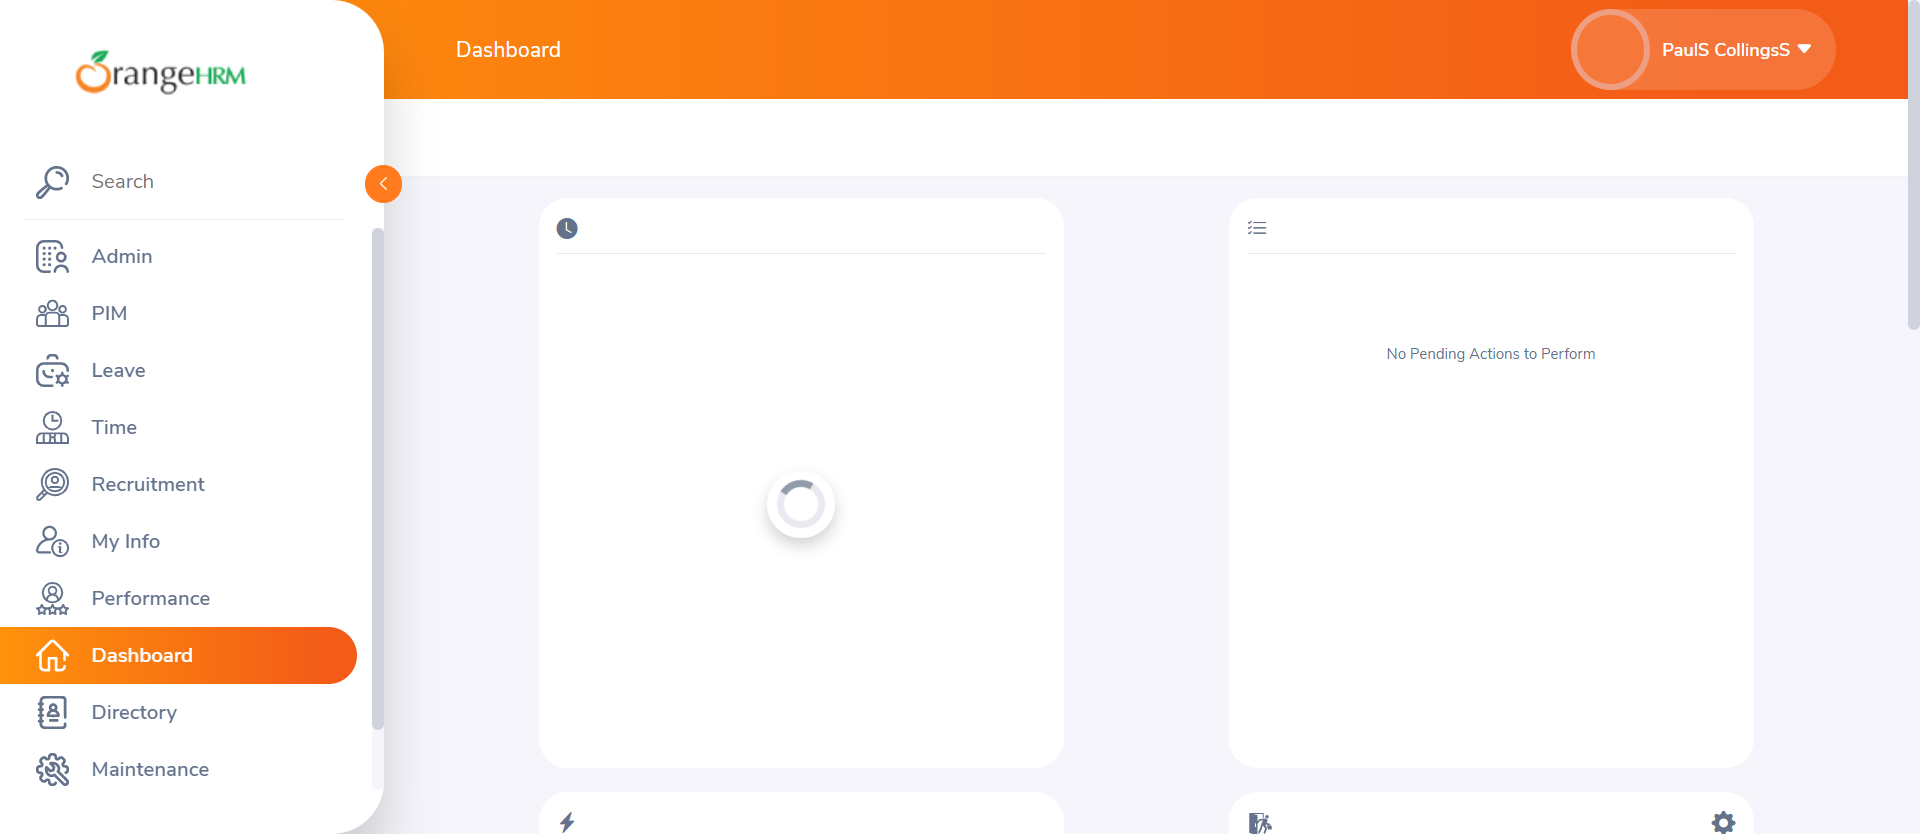 OrangeHRM
Dashboard
PaulS CollingsS
Search
Admin
PIM
Leave
Time
Recruitment
My Info
Performance
Dashboard
Directory
Maintenance
No Pending Actions to Perform